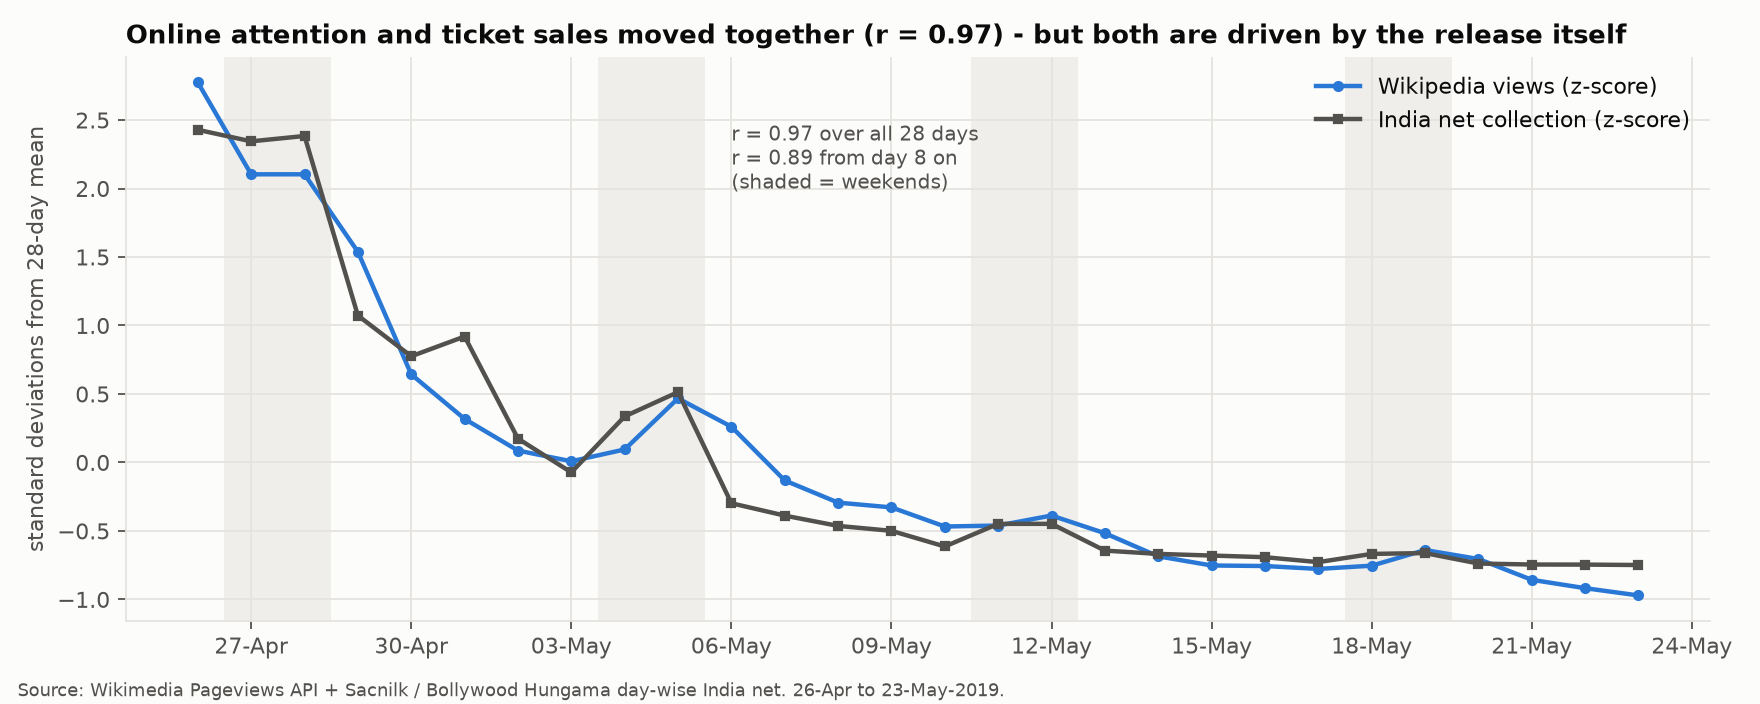 Online attention and ticket sales moved together (r = 0.97) - but both are driven by the release itself
Wikipedia views (z-score)
India net collection (z-score)
r = 0.97 over all 28 days
r = 0.89 from day 8 on
(shaded = weekends)
standard deviations from 28-day mean
2.5
2.0
1.5
1.0
0.5
0.0
−0.5
−1.0
27-Apr
30-Apr
03-May
06-May
09-May
12-May
15-May
18-May
21-May
24-May
Source: Wikimedia Pageviews API + Sacnilk / Bollywood Hungama day-wise India net. 26-Apr to 23-May-2019.